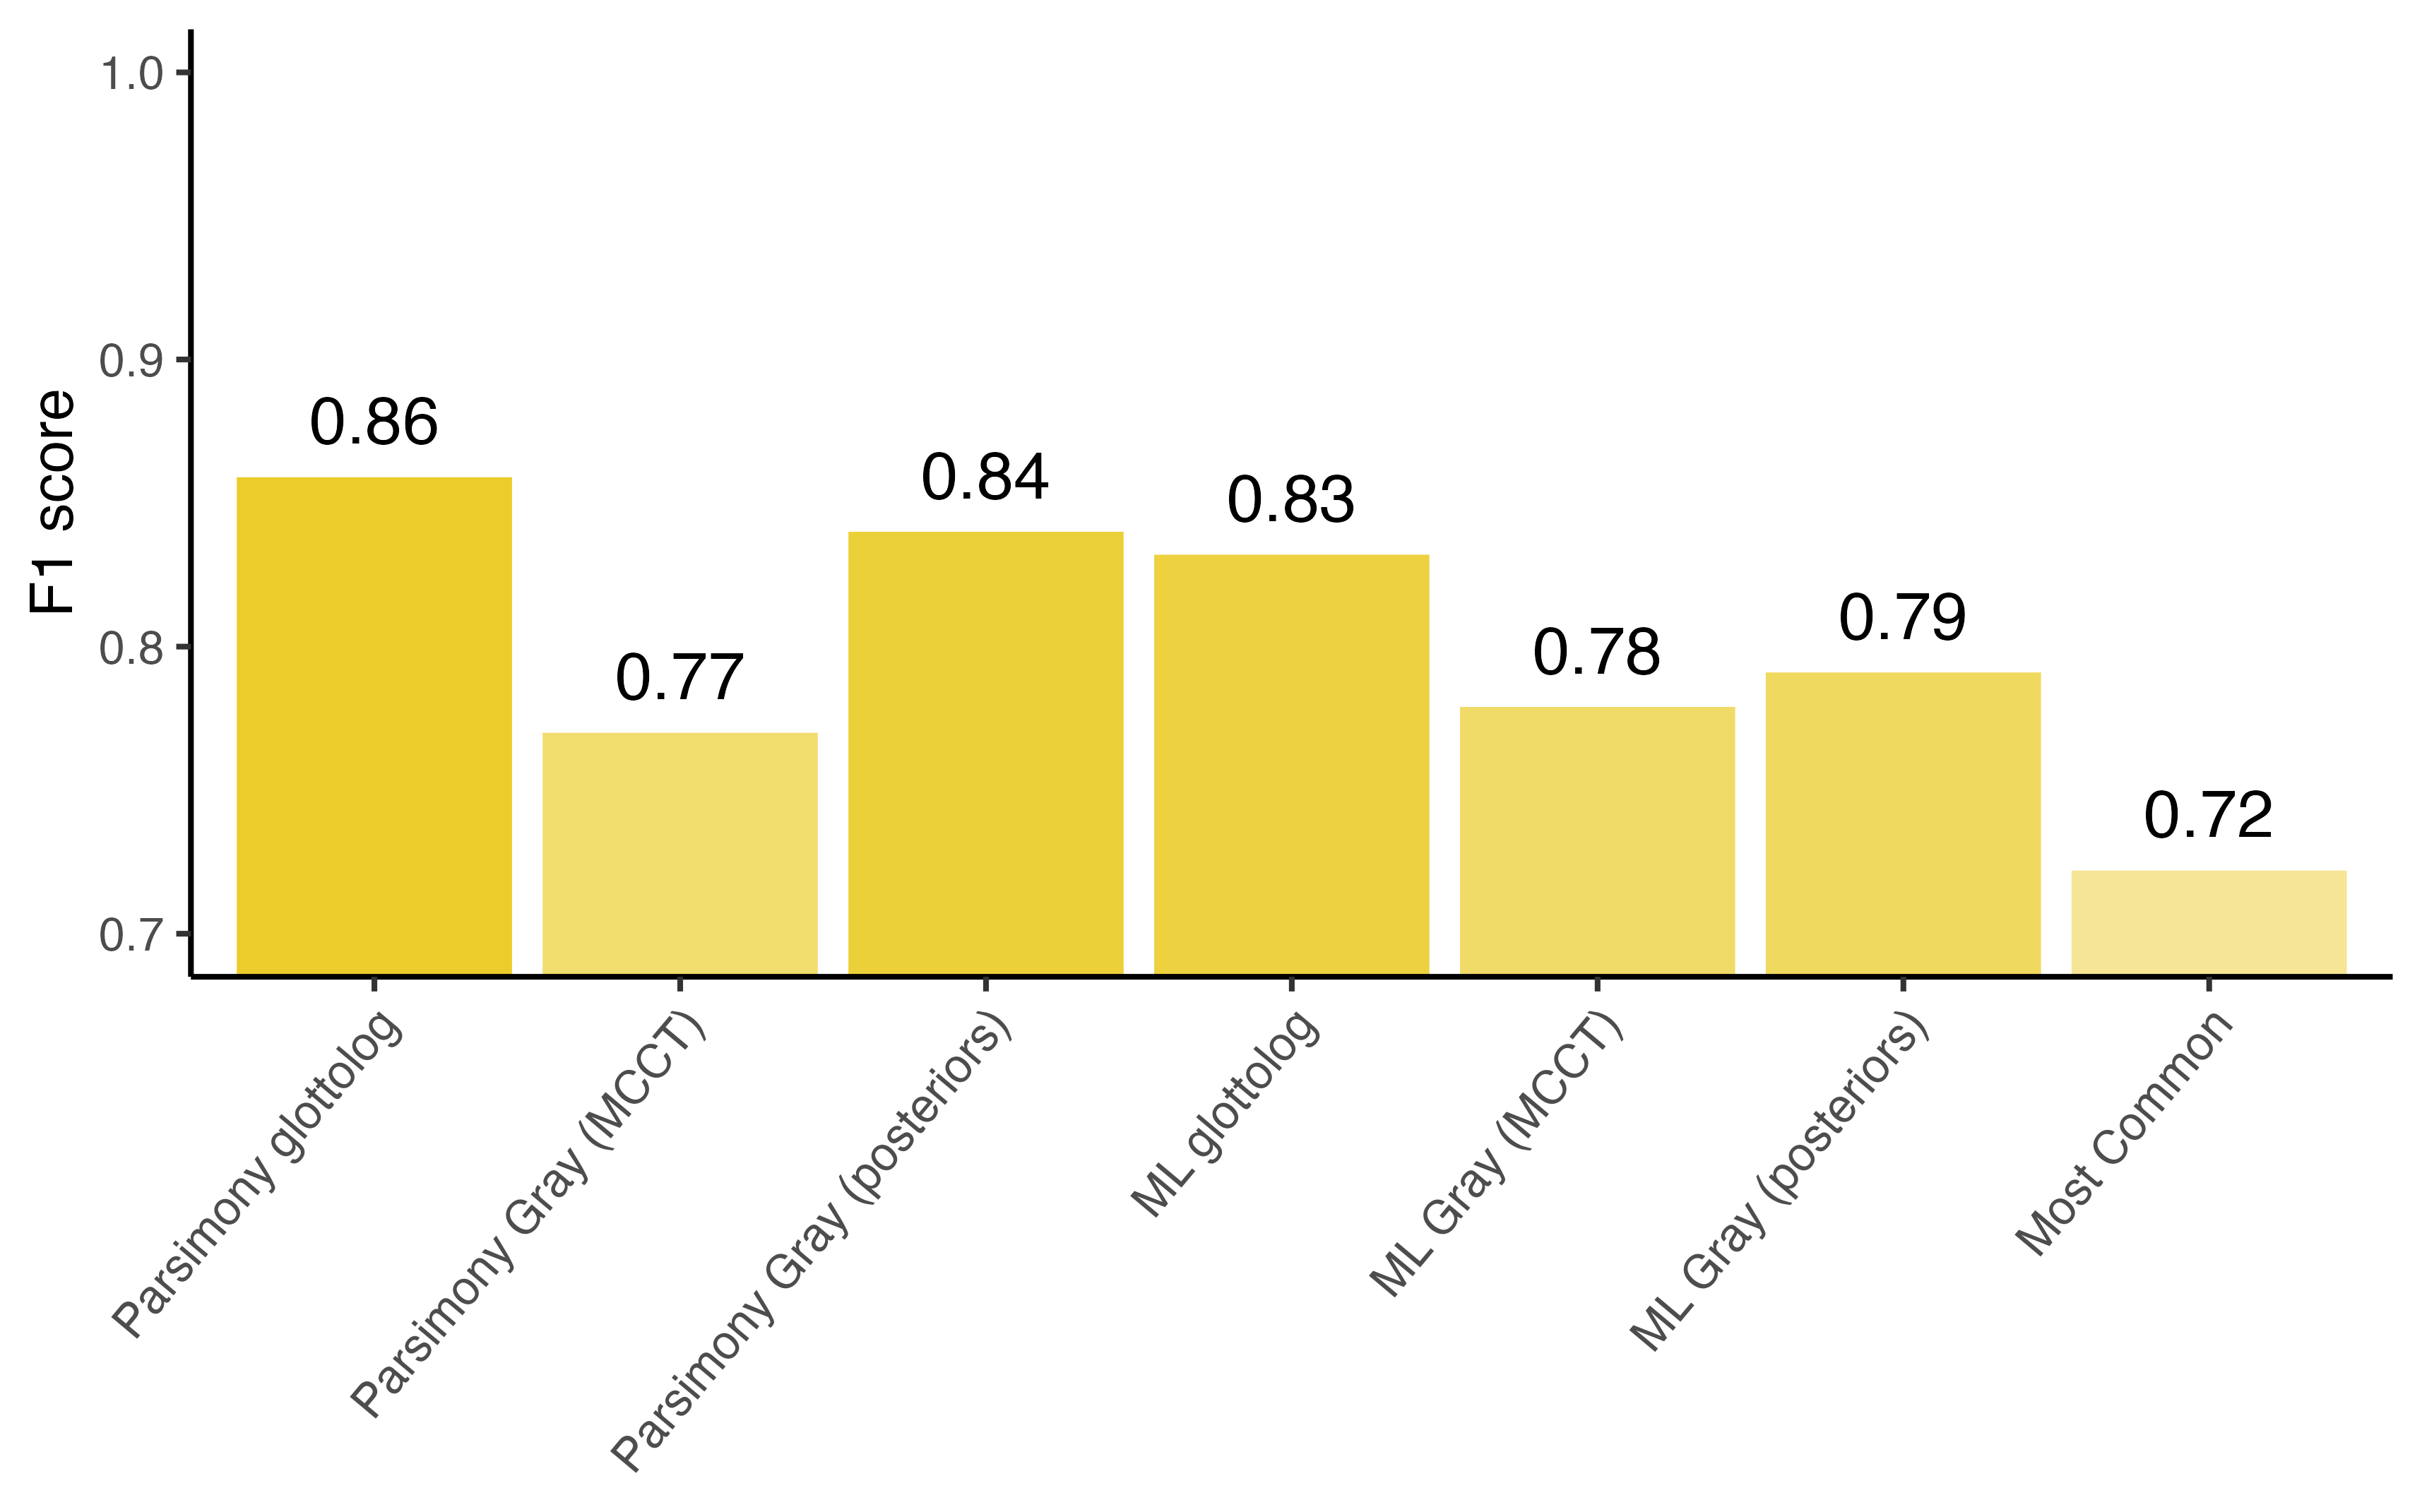 F1 score
1.0
0.9
0.8
0.7
0.86
0.77
0.84
0.83
0.78
0.79
0.72
Parsimony glottolog
Parsimony Gray (MCCT)
Parsimony Gray (posteriors)
ML glottolog
ML Gray (MCCT)
ML Gray (posteriors)
Most Common